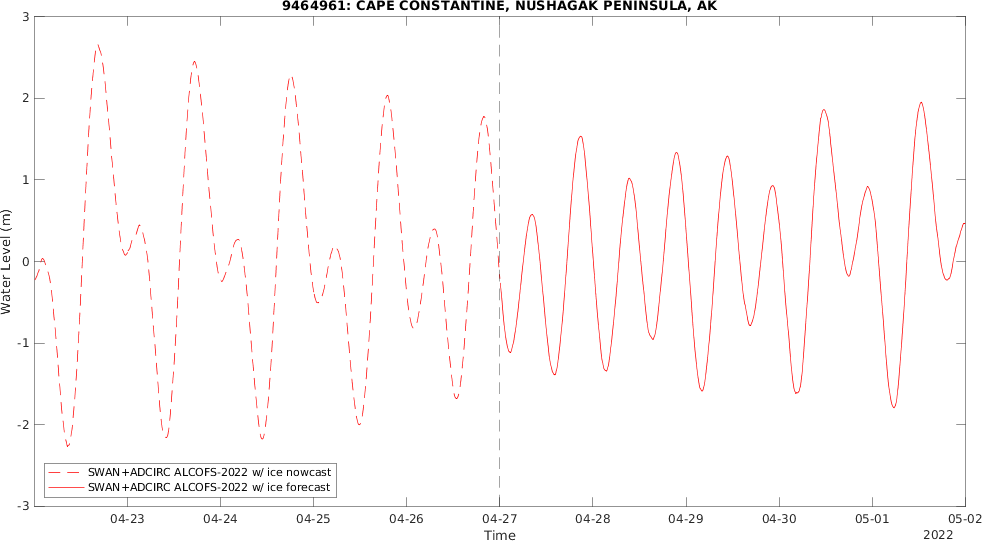 9464961: CAPE CONSTANTINE, NUSHAGAK PENINSULA, AK
3
2
1
0
-1
-2
-3
Water Level (m)
SWAN+ADCIRC ALCOFS-2022 w/ ice nowcast
SWAN+ADCIRC ALCOFS-2022 w/ ice forecast
04-23 04-24 04-25 04-26 04-27 04-28 04-29 04-30 05-01 05-02
Time
2022